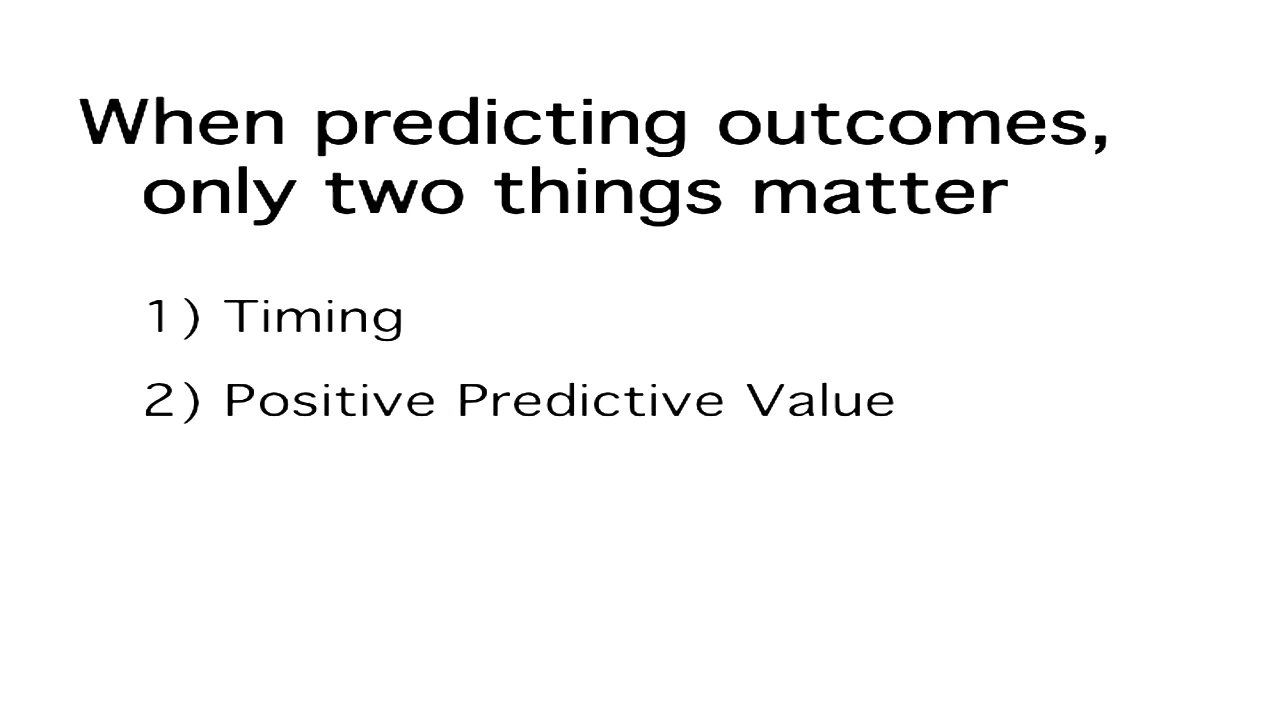 When predicting outcomes,
only two things matter
1) Timing
2) Positive Predictive Value